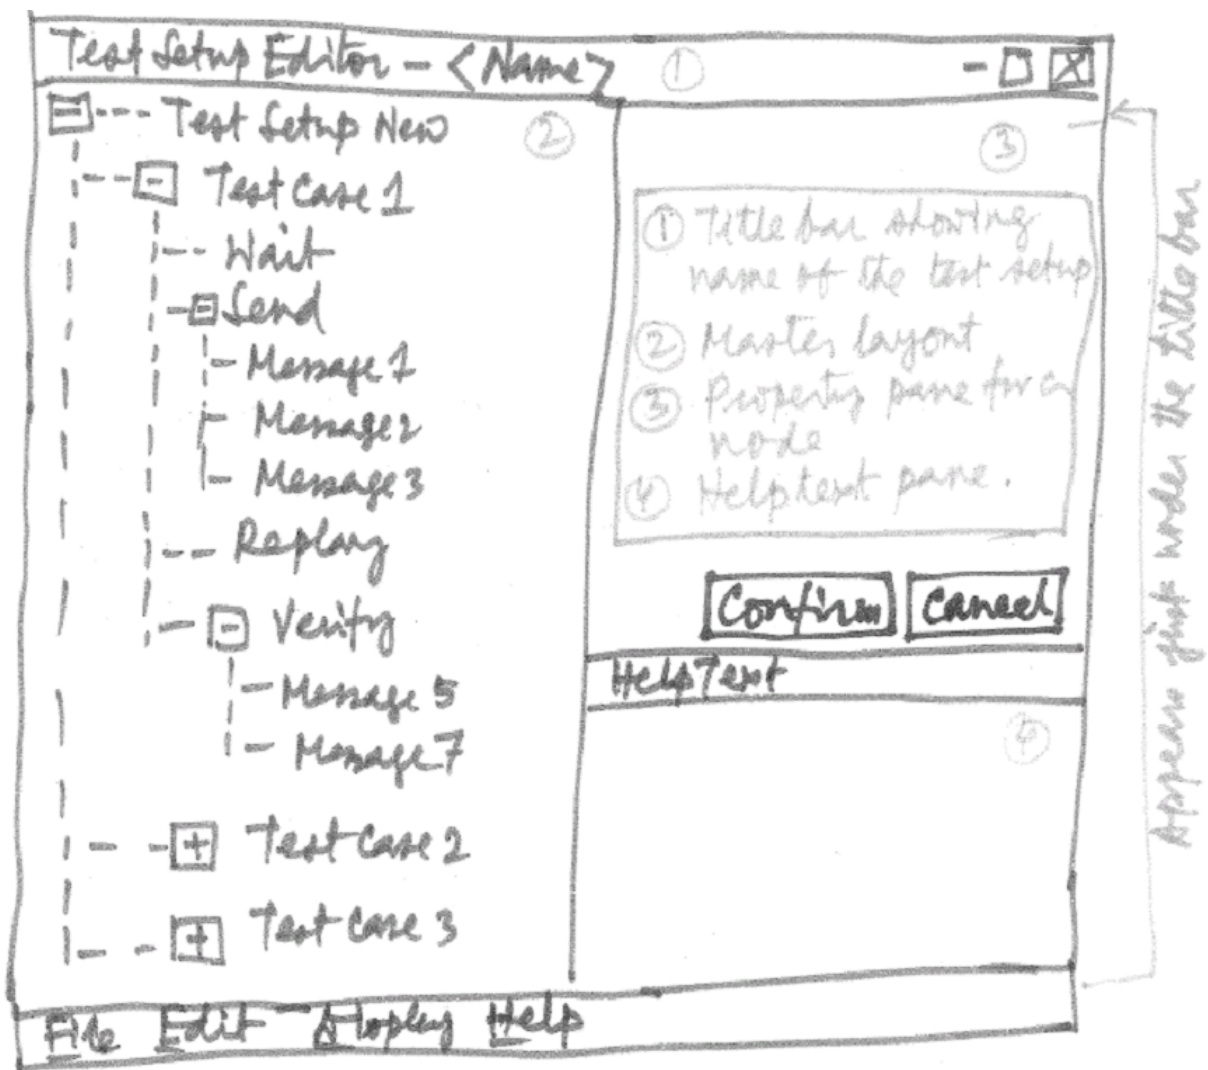 Test Setup Editor - <Name> ①
Test Setup New ②
Test Case 1
Wait
Send
Message 1
Message 2
Message 3
Replay
Verify
Message 5
Message 7
Test Case 2
Test Case 3
③
① Title bar showing
name of the test setup
② Master layout
③ Property pane for a
node
④ Helptext pane.
Confirm Cancel
HelpText
④
File Edit Help
Appears just under the title bar